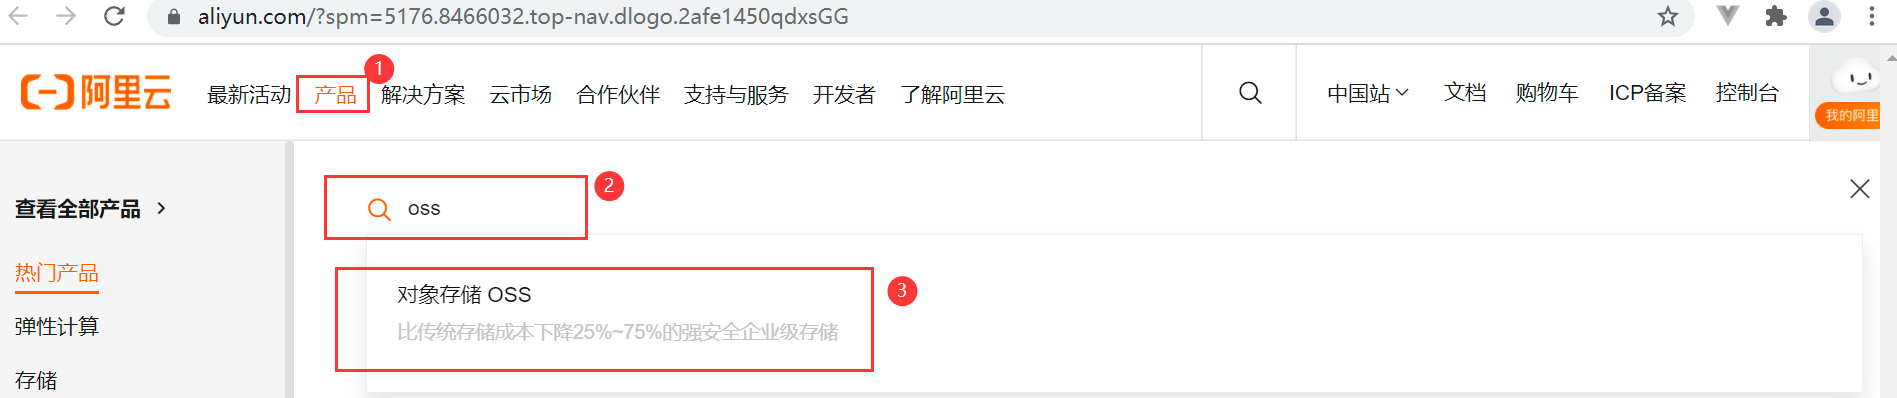 aliyun.com/?spm=5176.8466032.top-nav.dlogo.2afe1450qdxsGG
阿里云 最新活动 产品 1 解决方案 云市场 合作伙伴 支持与服务 开发者 了解阿里云 中国站 文档 购物车 ICP备案 控制台
我的阿里
查看全部产品
oss 2
热门产品
对象存储 OSS 3
比传统存储成本下降25%~75%的强安全企业级存储
弹性计算
存储